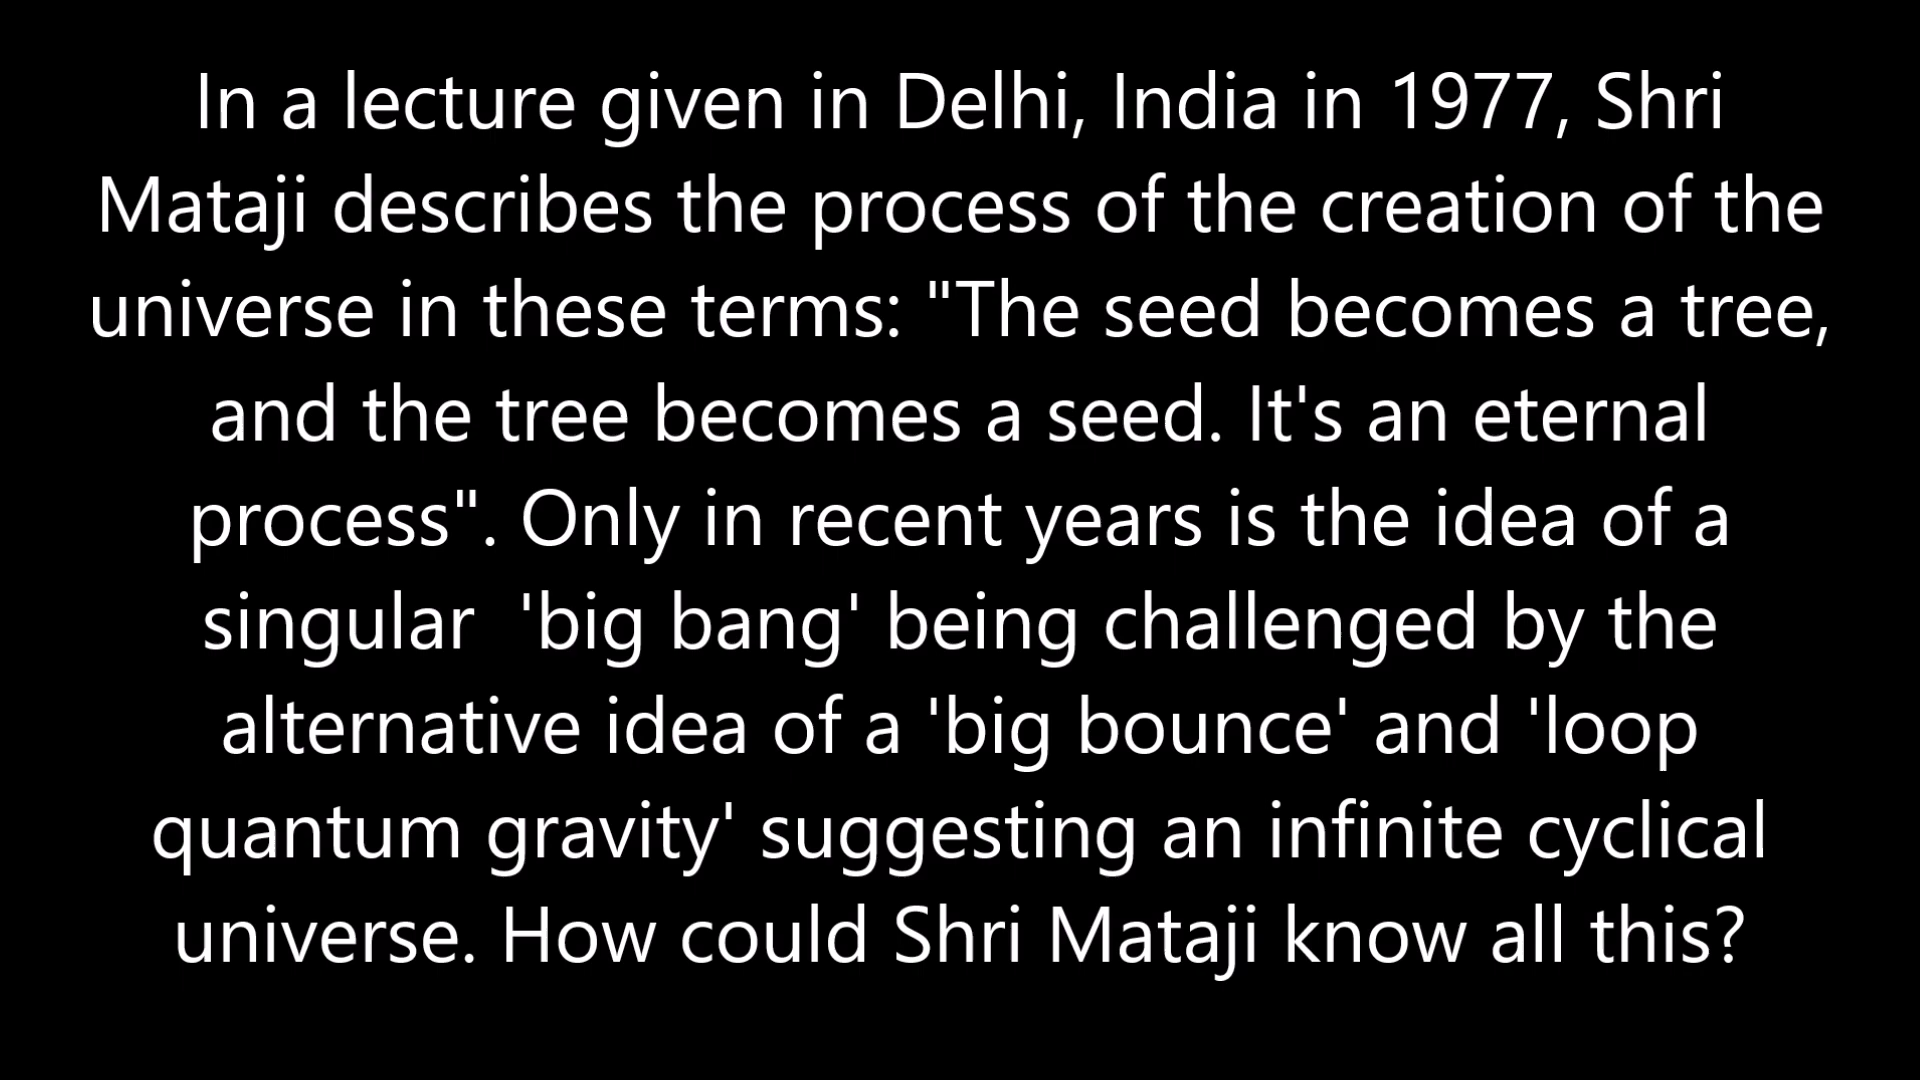 In a lecture given in Delhi, India in 1977, Shri
Mataji describes the process of the creation of the
universe in these terms: "The seed becomes a tree,
and the tree becomes a seed. It's an eternal
process". Only in recent years is the idea of a
singular  'big bang' being challenged by the
alternative idea of a 'big bounce' and 'loop
quantum gravity' suggesting an infinite cyclical
universe. How could Shri Mataji know all this?